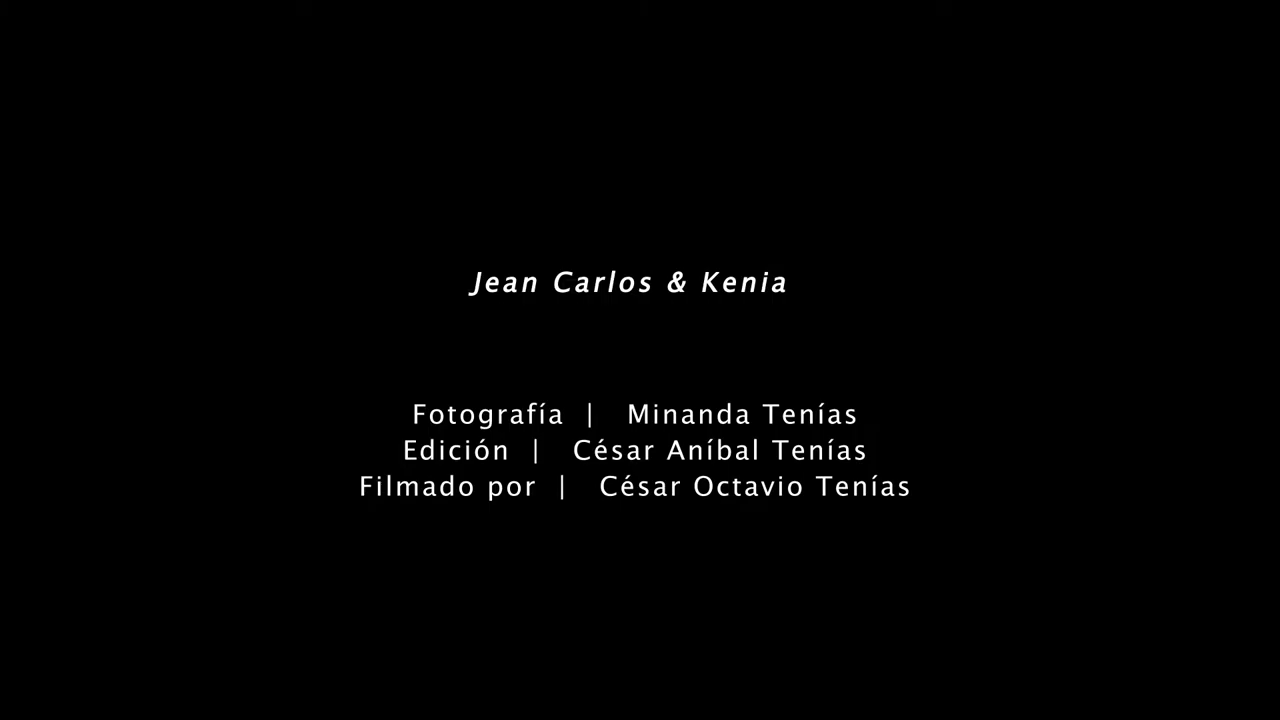 Jean Carlos & Kenia
Fotografía | Minanda Tenías
Edición | César Aníbal Tenías
Filmado por | César Octavio Tenías